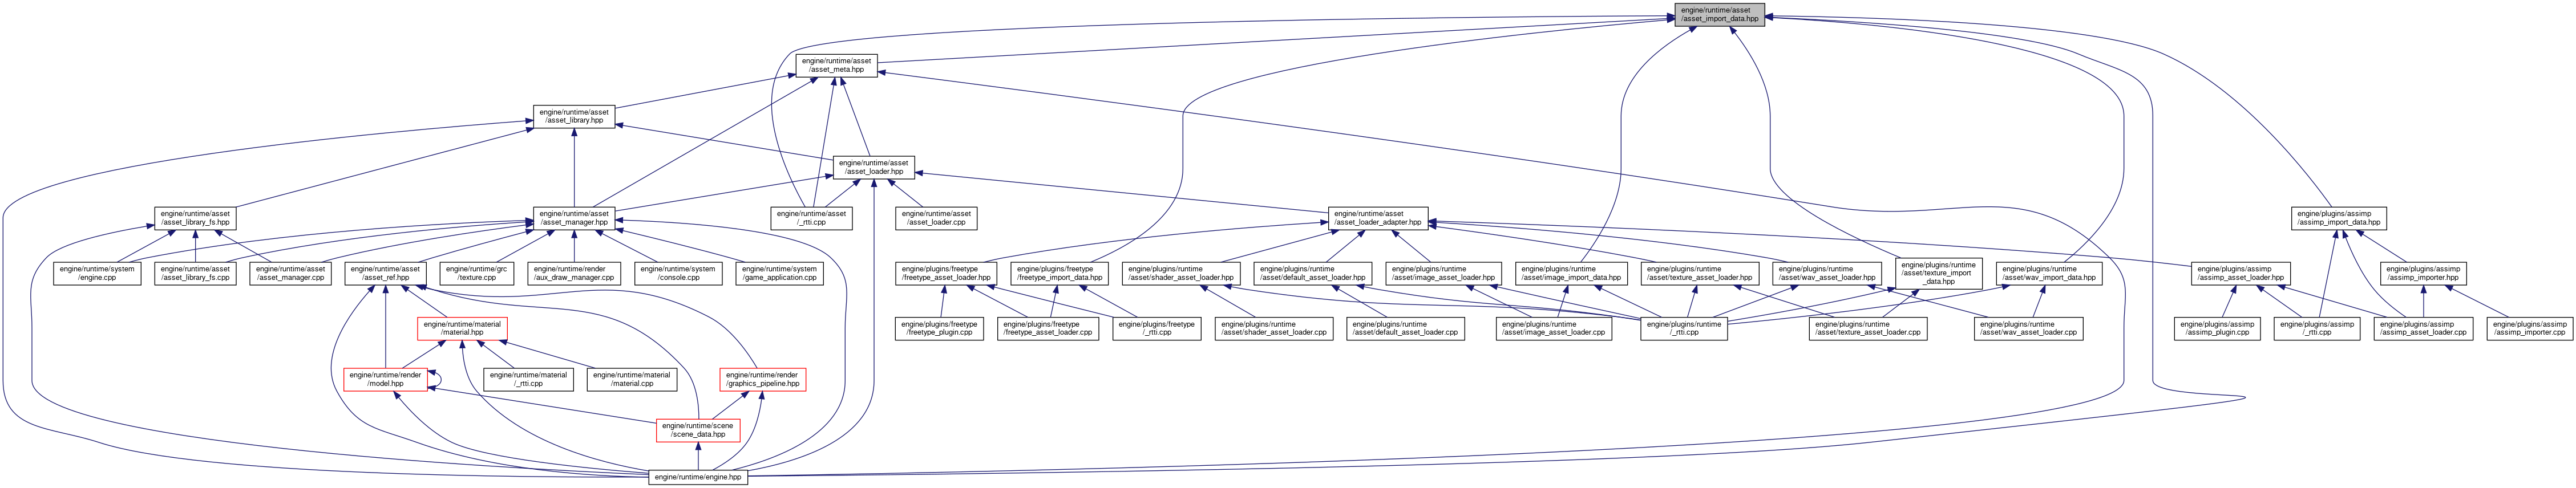 engine/runtime/asset
/asset_import_data.hpp
engine/runtime/asset
/asset_meta.hpp
engine/runtime/asset
/asset_library.hpp
engine/runtime/asset
/asset_loader.hpp
engine/runtime/asset
/asset_library_fs.hpp
engine/runtime/asset
/asset_manager.hpp
engine/runtime/asset
/_rtti.cpp
engine/runtime/asset
/asset_loader.cpp
engine/runtime/asset
/asset_loader_adapter.hpp
engine/plugins/assimp
/assimp_import_data.hpp
engine/runtime/system
/engine.cpp
engine/runtime/asset
/asset_library_fs.cpp
engine/runtime/asset
/asset_manager.cpp
engine/runtime/asset
/asset_ref.hpp
engine/runtime/grc
/texture.cpp
engine/runtime/render
/aux_draw_manager.cpp
engine/runtime/system
/console.cpp
engine/runtime/system
/game_application.cpp
engine/plugins/freetype
/freetype_asset_loader.hpp
engine/plugins/freetype
/freetype_import_data.hpp
engine/plugins/runtime
/asset/shader_asset_loader.hpp
engine/plugins/runtime
/asset/default_asset_loader.hpp
engine/plugins/runtime
/asset/image_asset_loader.hpp
engine/plugins/runtime
/asset/image_import_data.hpp
engine/plugins/runtime
/asset/texture_asset_loader.hpp
engine/plugins/runtime
/asset/wav_asset_loader.hpp
engine/plugins/runtime
/asset/texture_import
_data.hpp
engine/plugins/runtime
/asset/wav_import_data.hpp
engine/plugins/assimp
/assimp_asset_loader.hpp
engine/plugins/assimp
/assimp_importer.hpp
engine/runtime/material
/material.hpp
engine/plugins/freetype
/freetype_plugin.cpp
engine/plugins/freetype
/freetype_asset_loader.cpp
engine/plugins/freetype
/_rtti.cpp
engine/plugins/runtime
/asset/shader_asset_loader.cpp
engine/plugins/runtime
/asset/default_asset_loader.cpp
engine/plugins/runtime
/asset/image_asset_loader.cpp
engine/plugins/runtime
/_rtti.cpp
engine/plugins/runtime
/asset/texture_asset_loader.cpp
engine/plugins/runtime
/asset/wav_asset_loader.cpp
engine/plugins/assimp
/assimp_plugin.cpp
engine/plugins/assimp
/_rtti.cpp
engine/plugins/assimp
/assimp_asset_loader.cpp
engine/plugins/assimp
/assimp_importer.cpp
engine/runtime/render
/model.hpp
engine/runtime/material
/_rtti.cpp
engine/runtime/material
/material.cpp
engine/runtime/render
/graphics_pipeline.hpp
engine/runtime/scene
/scene_data.hpp
engine/runtime/engine.hpp